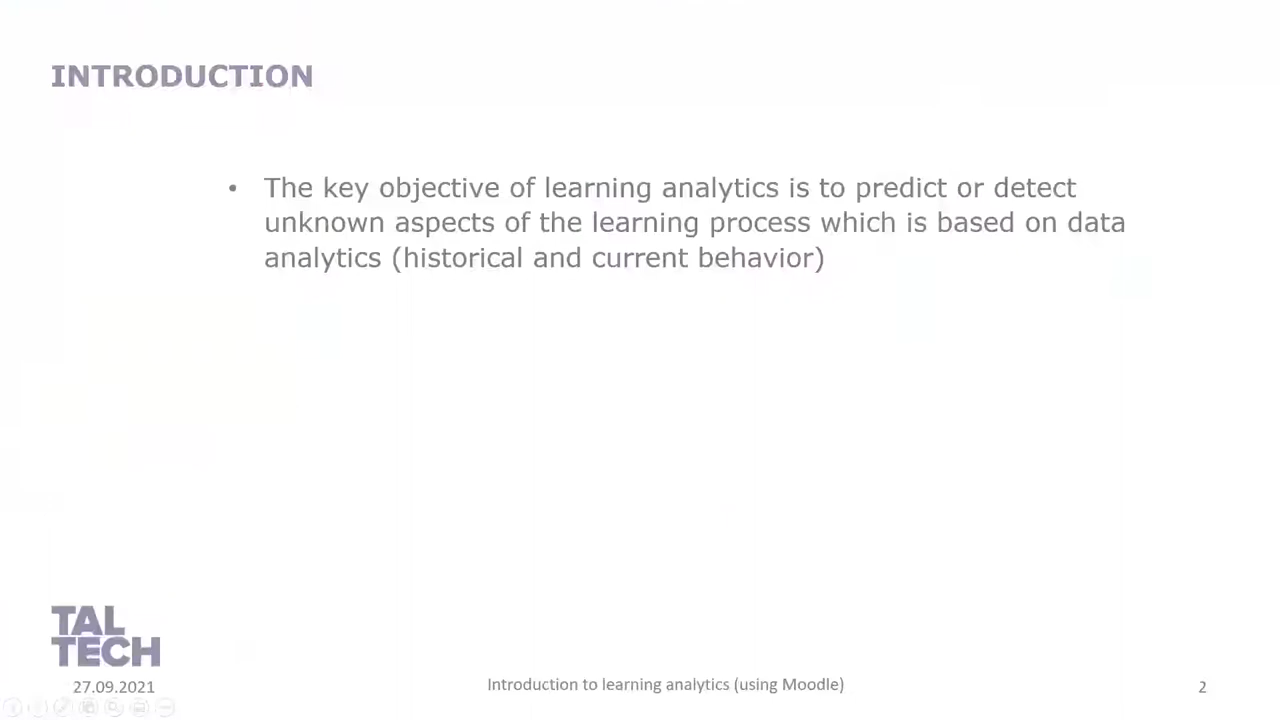 INTRODUCTION
• The key objective of learning analytics is to predict or detect
unknown aspects of the learning process which is based on data
analytics (historical and current behavior)
TAL
TECH
27.09.2021
Introduction to learning analytics (using Moodle)
2